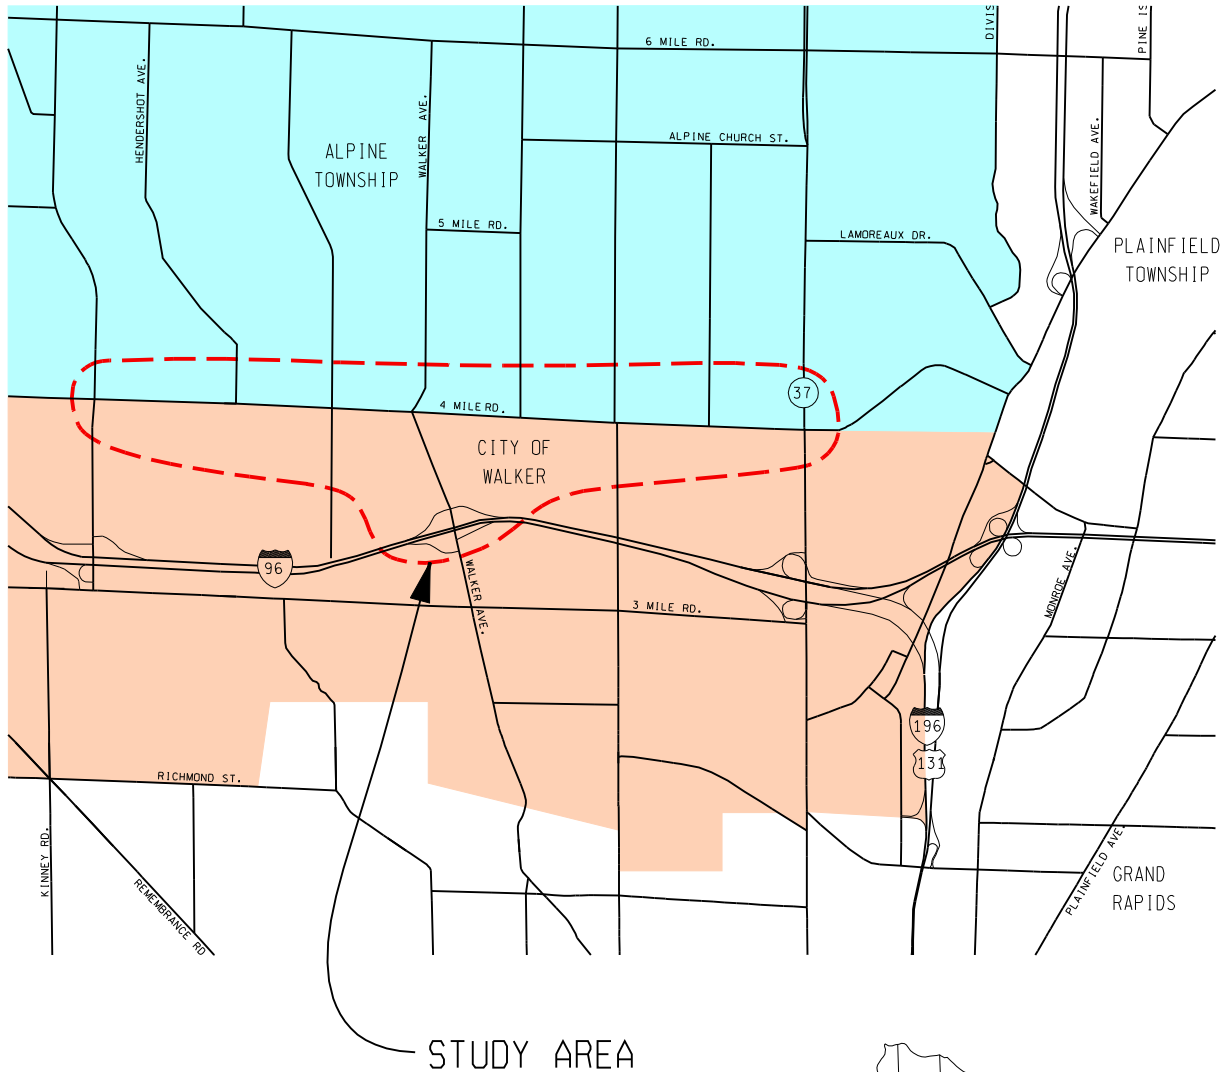 6 MILE RD.
DIVIS
PINE IS
HENDERSHOT AVE.
WALKER AVE.
ALPINE CHURCH ST.
WAKEFIELD AVE.
ALPINE
TOWNSHIP
5 MILE RD.
LAMOREAUX DR.
PLAINFIELD
TOWNSHIP
37
4 MILE RD.
CITY OF
WALKER
96
WALKER AVE.
3 MILE RD.
MONROE AVE.
196
131
RICHMOND ST.
KINNEY RD.
REMEMBRANCE RD
PLAINFIELD AVE.
GRAND
RAPIDS
STUDY AREA